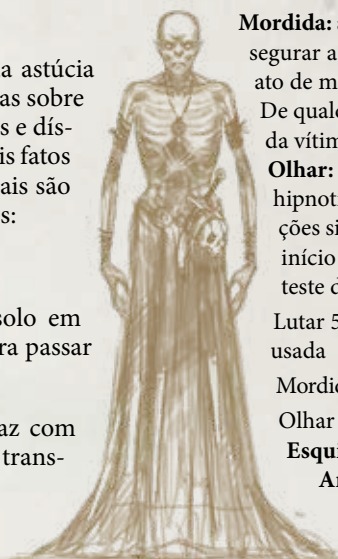 a astúcia
as sobre
s e dís-
is fatos
ais são
s:
solo em
ra passar
az com
trans-
Mordida:
segurar a
ato de m
De qualq
da vítim
Olhar:
hipnoti
ções si
início
teste d
Lutar 5
usada
Mordid
Olhar
Esqui
Ar